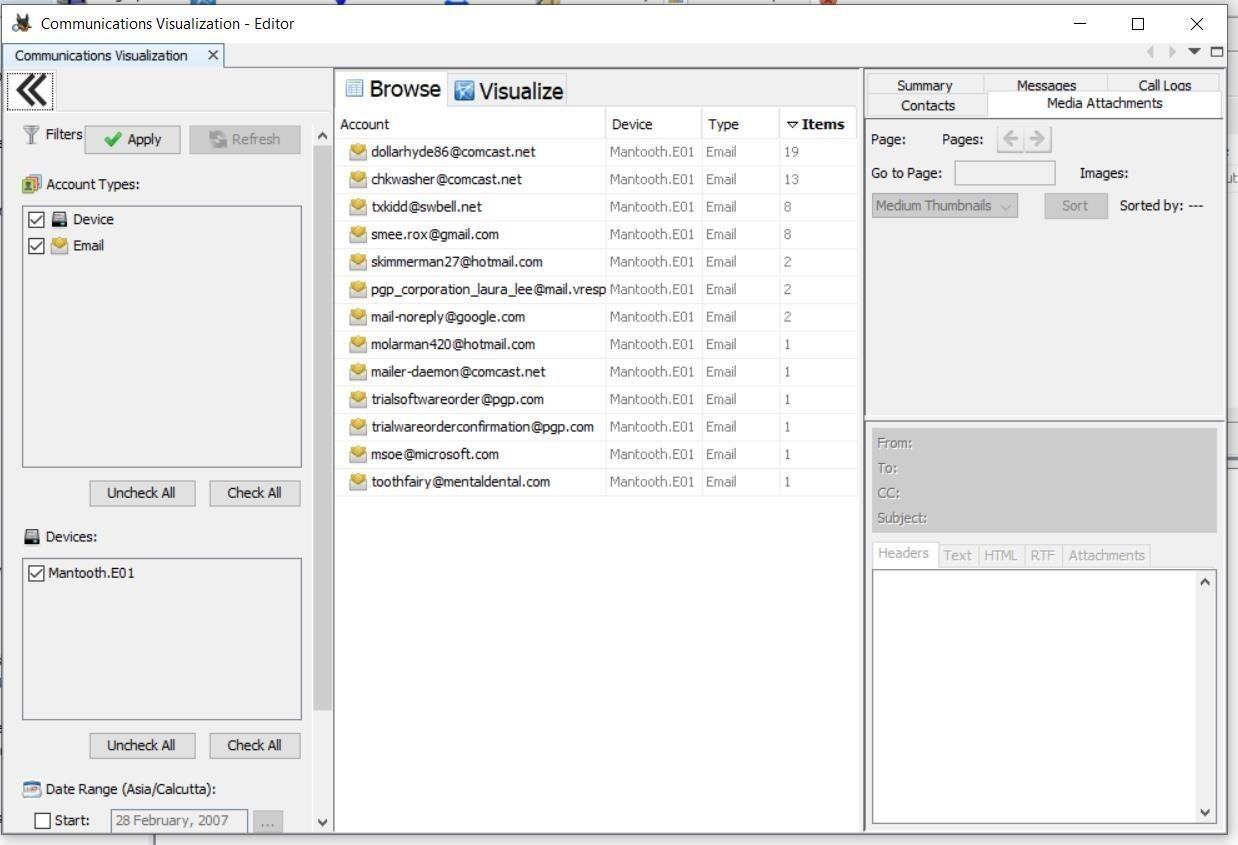 Communications Visualization - Editor
Communications Visualization
Filters
Apply
Refresh
Account Types:
Device
Email
Uncheck All
Check All
Devices:
Mantooth.E01
Uncheck All
Check All
Date Range (Asia/Calcutta):
Start: 28 February, 2007 ...
Browse Visualize
Account Device Type Items
dollarhyde86@comcast.net Mantooth.E01 Email 19
chkwasher@comcast.net Mantooth.E01 Email 13
txkidd@swbell.net Mantooth.E01 Email 8
smee.rox@gmail.com Mantooth.E01 Email 8
skimmerman27@hotmail.com Mantooth.E01 Email 2
pgp_corporation_laura_lee@mail.vresp Mantooth.E01 Email 2
mail-noreply@google.com Mantooth.E01 Email 2
molarman420@hotmail.com Mantooth.E01 Email 1
mailer-daemon@comcast.net Mantooth.E01 Email 1
trialsoftwareorder@pgp.com Mantooth.E01 Email 1
trialwareorderconfirmation@pgp.com Mantooth.E01 Email 1
msoe@microsoft.com Mantooth.E01 Email 1
toothfairy@mentaldental.com Mantooth.E01 Email 1
Summary Messages Call Logs
Contacts Media Attachments
Page: Pages:
Go to Page: Images:
Medium Thumbnails Sort Sorted by: ---
From:
To:
CC:
Subject:
Headers Text HTML RTF Attachments